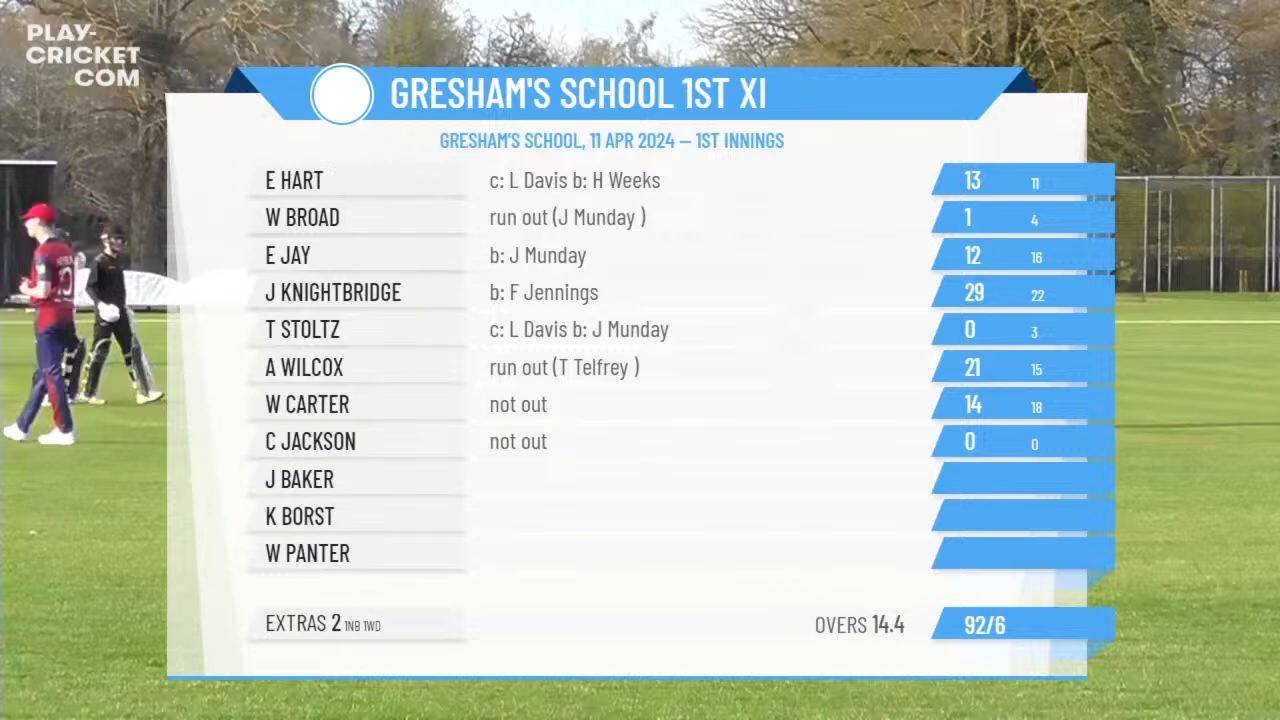 PLAY-
CRICKET
COM
GRESHAM'S SCHOOL 1ST XI
GRESHAM'S SCHOOL, 11 APR 2024 – 1ST INNINGS
E HART c: L Davis b: H Weeks 13 11
W BROAD run out (J Munday ) 1 4
E JAY b: J Munday 12 16
J KNIGHTBRIDGE b: F Jennings 29 22
T STOLTZ c: L Davis b: J Munday 0 3
A WILCOX run out (T Telfrey ) 21 15
W CARTER not out 14 18
C JACKSON not out 0 0
J BAKER
K BORST
W PANTER
EXTRAS 2 1NB 1WD OVERS 14.4 92/6